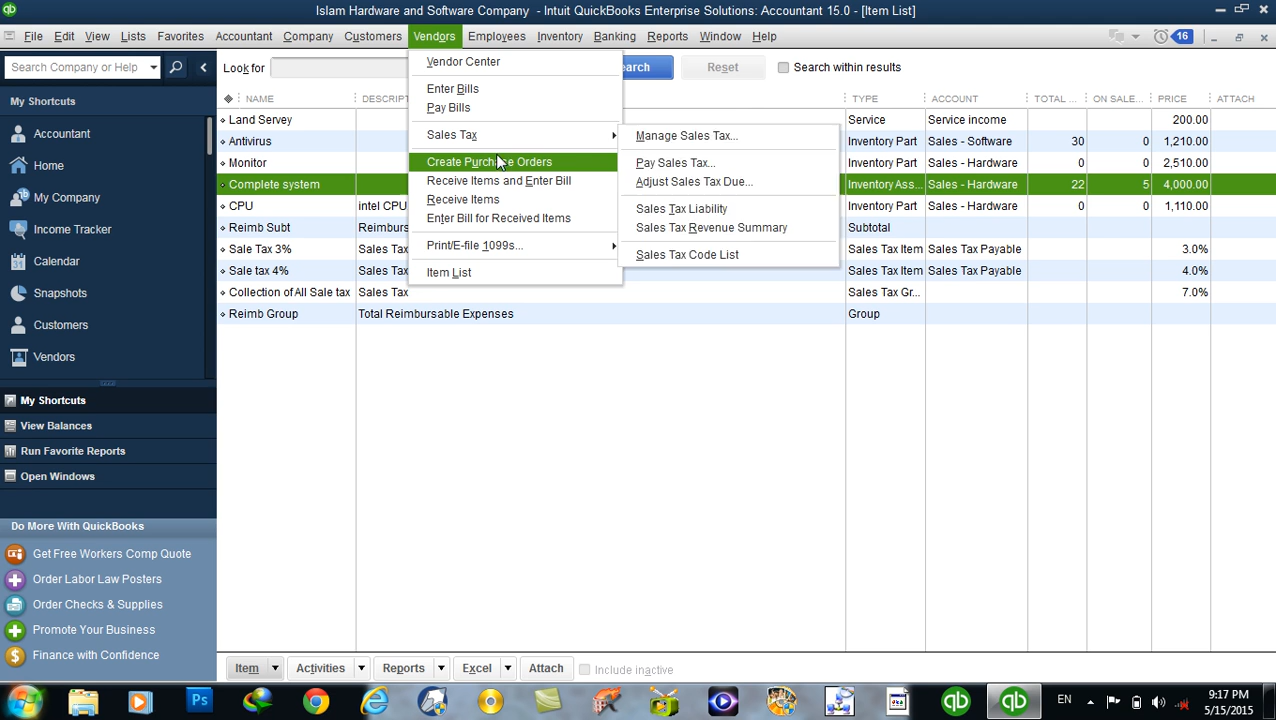 Islam Hardware and Software Company - Intuit QuickBooks Enterprise Solutions: Accountant 15.0 - [Item List]
File Edit View Lists Favorites Accountant Company Customers Vendors Employees Inventory Banking Reports Window Help 16
Search Company or Help
My Shortcuts
Accountant
Home
My Company
Income Tracker
Calendar
Snapshots
Customers
Vendors
My Shortcuts
View Balances
Run Favorite Reports
Open Windows
Do More With QuickBooks
Get Free Workers Comp Quote
Order Labor Law Posters
Order Checks & Supplies
Promote Your Business
Finance with Confidence
Vendor Center
Enter Bills
Pay Bills
Sales Tax
Create Purchase Orders
Receive Items and Enter Bill
Receive Items
Enter Bill for Received Items
Print/E-file 1099s...
Item List
Manage Sales Tax...
Pay Sales Tax...
Adjust Sales Tax Due...
Sales Tax Liability
Sales Tax Revenue Summary
Sales Tax Code List
Look for Reset Search within results
NAME TYPE ACCOUNT TOTAL ... ON SALE... PRICE ATTACH
Land Servey Service Service income 200.00
Antivirus Inventory Part Sales - Software 30 0 1,210.00
Monitor Inventory Part Sales - Hardware 0 0 2,510.00
Complete system Inventory Ass... Sales - Hardware 22 5 4,000.00
CPU intel CPU Inventory Part Sales - Hardware 0 0 1,110.00
Reimb Subt Subtotal
Sale Tax 3% Sales Tax Sales Tax Item Sales Tax Payable 3.0%
Sale tax 4% Sales Tax Sales Tax Item Sales Tax Payable 4.0%
Collection of All Sale tax Sales Tax Sales Tax Gr... 7.0%
Reimb Group Total Reimbursable Expenses Group
Item Activities Reports Excel Attach Include inactive
Ps qb qb EN
9:17 PM
5/15/2015